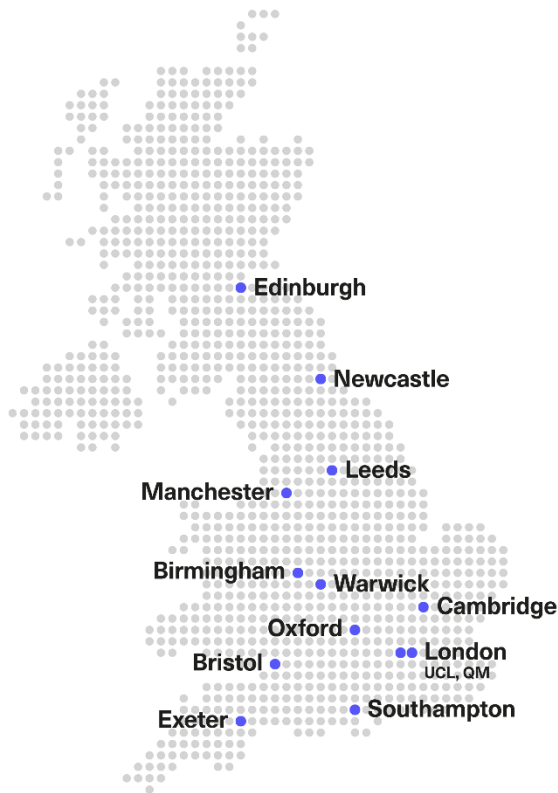 Edinburgh
Newcastle
Leeds
Manchester
Birmingham
Warwick
Cambridge
Oxford
London
UCL, QM
Bristol
Southampton
Exeter